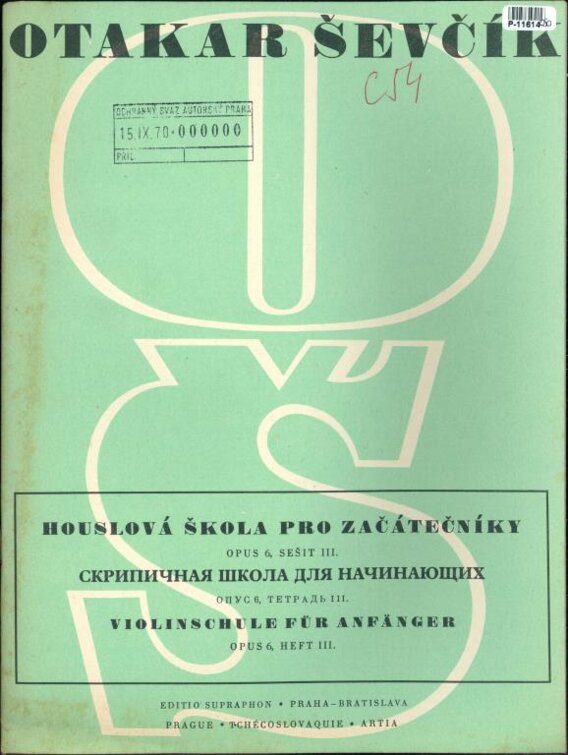 P-11614
OTAKAR ŠEVČÍK
C54
OCHRANNÝ SVAZ AUTORSKÝ PRAHA
15.IX.70·000000
PŘÍL.
OŠ
HOUSLOVÁ ŠKOLA PRO ZAČÁTEČNÍKY
OPUS 6, SEŠIT III.
СКРИПИЧНАЯ ШКОЛА ДЛЯ НАЧИНАЮЩИХ
ОПУС 6, ТЕТРАДЬ III.
VIOLINSCHULE FÜR ANFÄNGER
OPUS 6, HEFT III.
EDITIO SUPRAPHON • PRAHA–BRATISLAVA
PRAGUE • TCHÉCOSLOVAQUIE • ARTIA